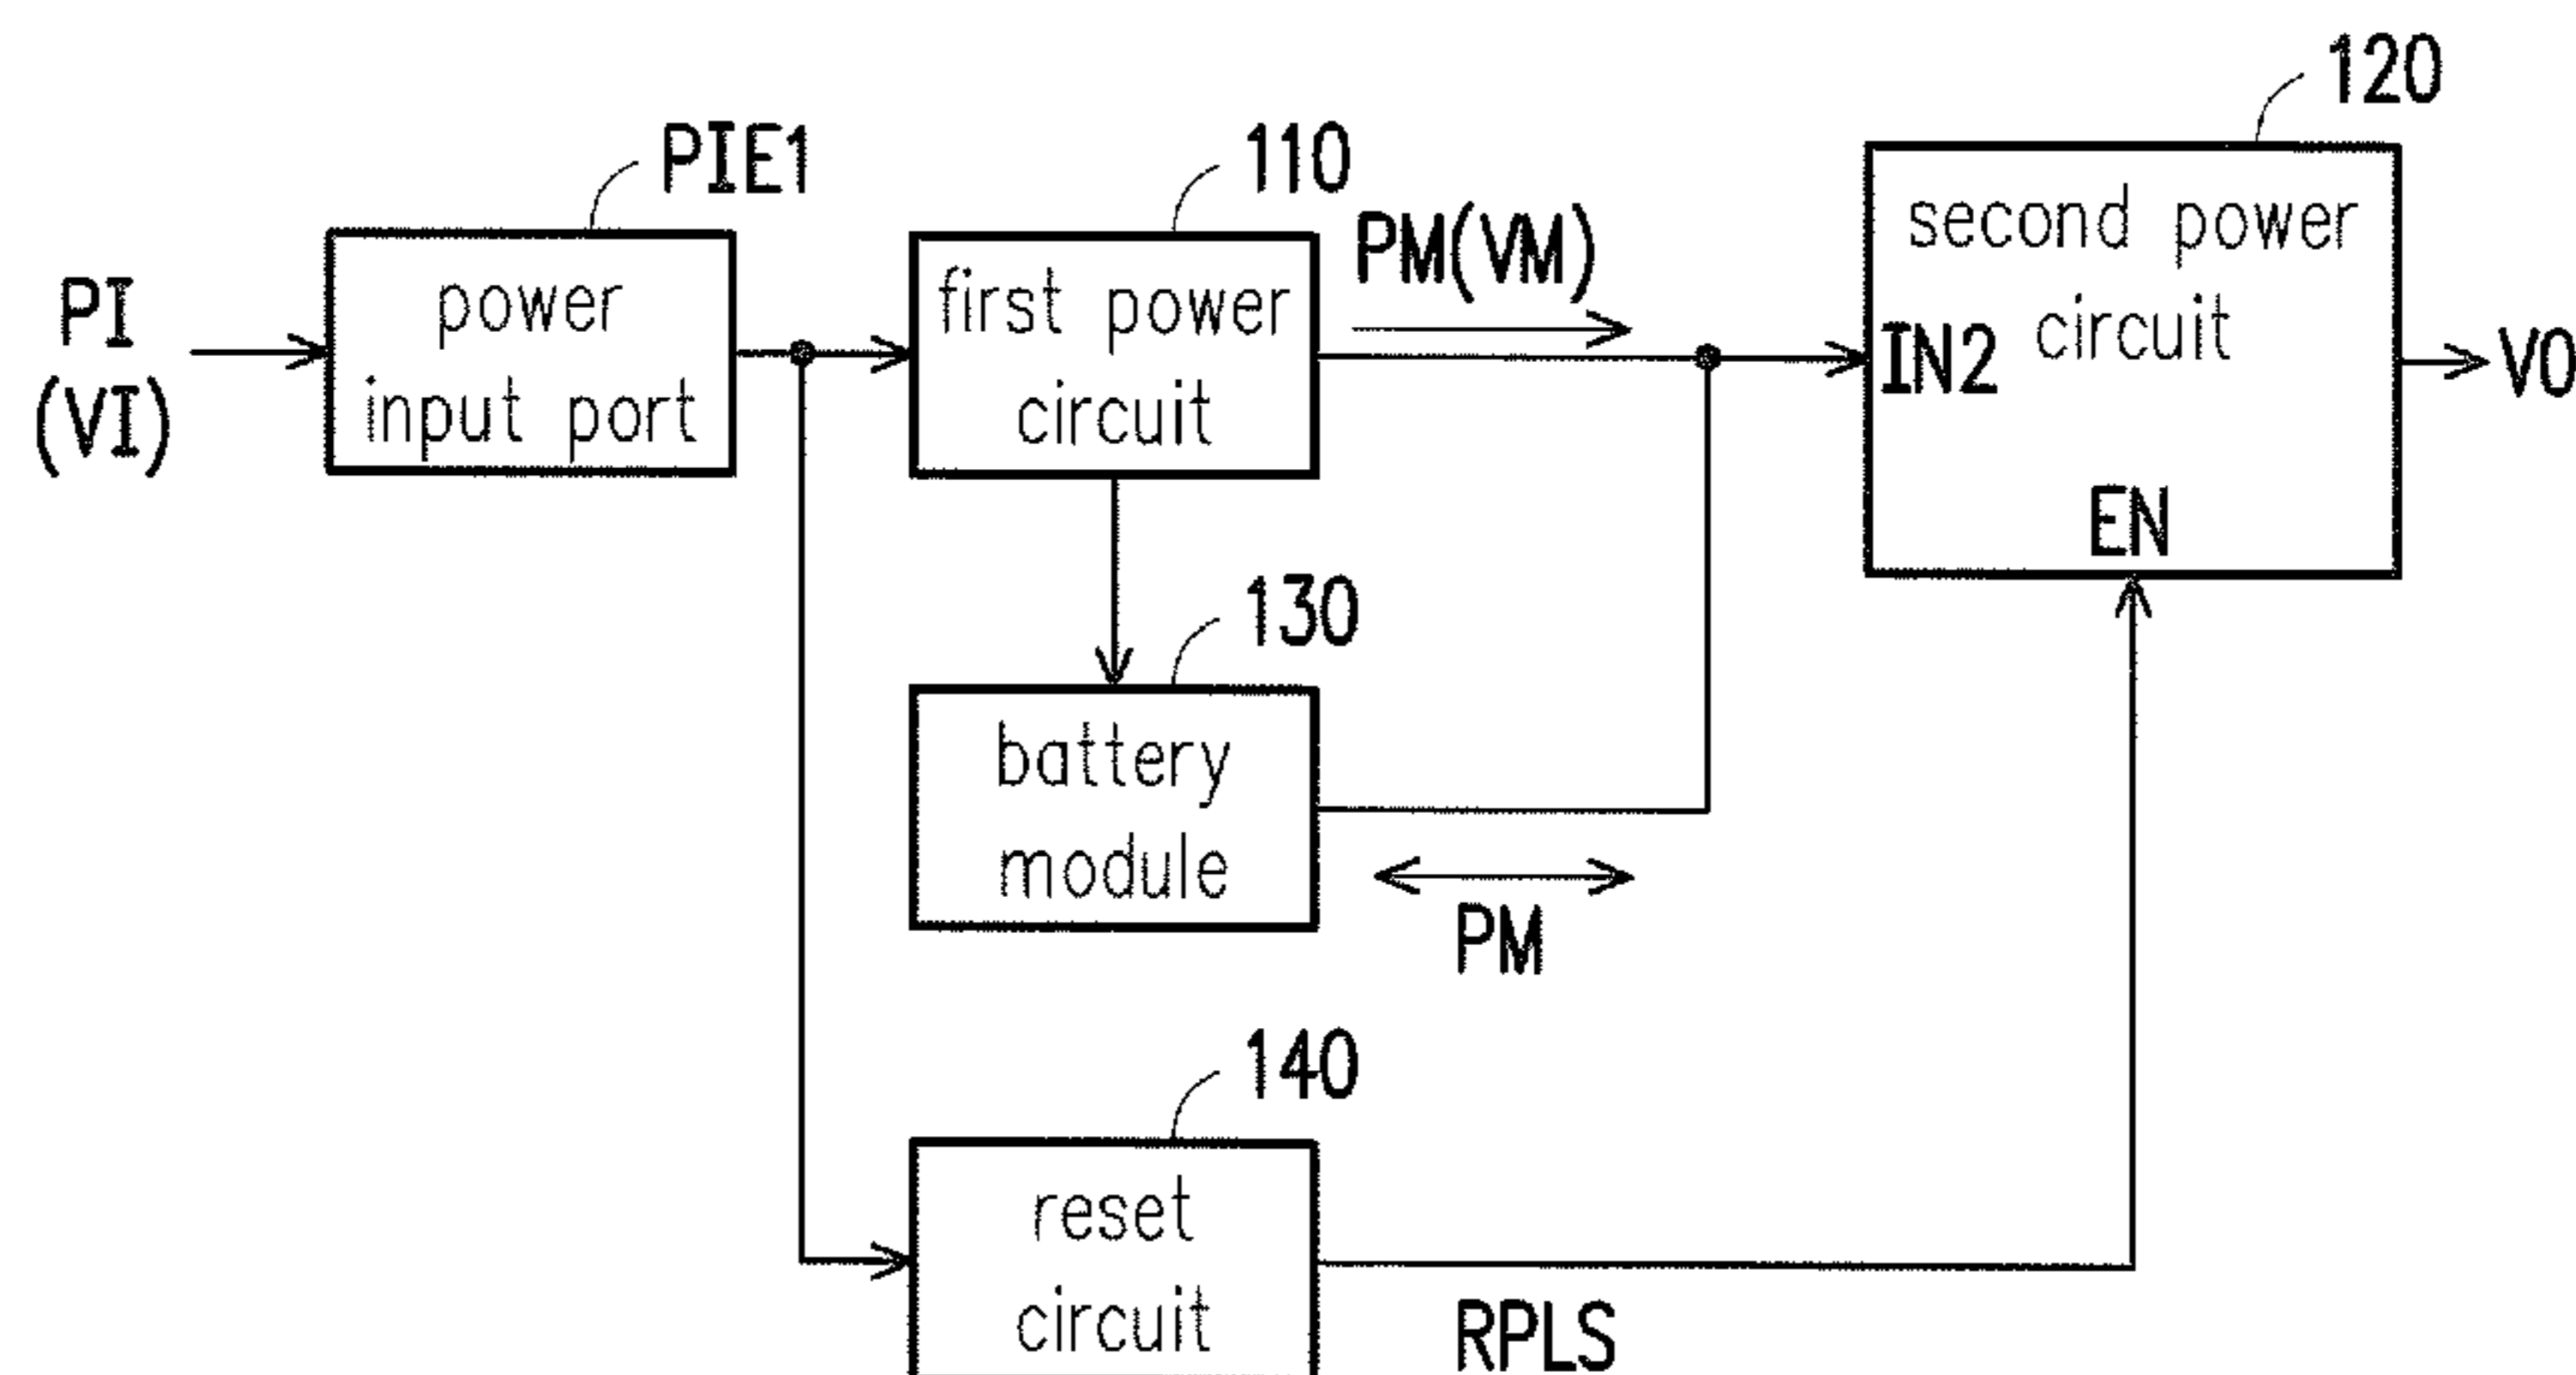 120
PIE1
110
PI
(VI)
power
input port
first power
circuit
PM(VM)
second power
circuit
IN2
EN
VO
130
battery
module
PM
140
reset
circuit
RPLS